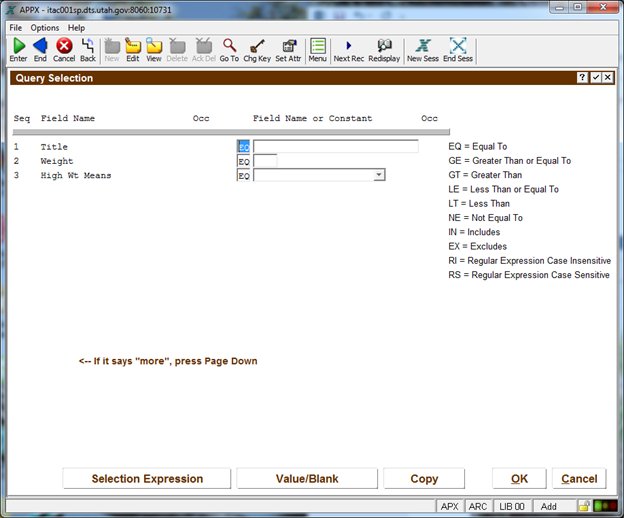 APPX - itac001sp.dts.utah.gov:8060:10731
File Options Help
Enter End Cancel Back New Edit View Delete Ack Del Go To Chg Key Set Attr Menu Next Rec Redisplay New Sess End Sess
Query Selection
Seq Field Name Occ Field Name or Constant Occ
1 Title EQ
2 Weight EQ
3 High Wt Means EQ
EQ = Equal To
GE = Greater Than or Equal To
GT = Greater Than
LE = Less Than or Equal To
LT = Less Than
NE = Not Equal To
IN = Includes
EX = Excludes
RI = Regular Expression Case Insensitive
RS = Regular Expression Case Sensitive
<-- If it says "more", press Page Down
Selection Expression Value/Blank Copy OK Cancel
APX ARC LIB 00 Add